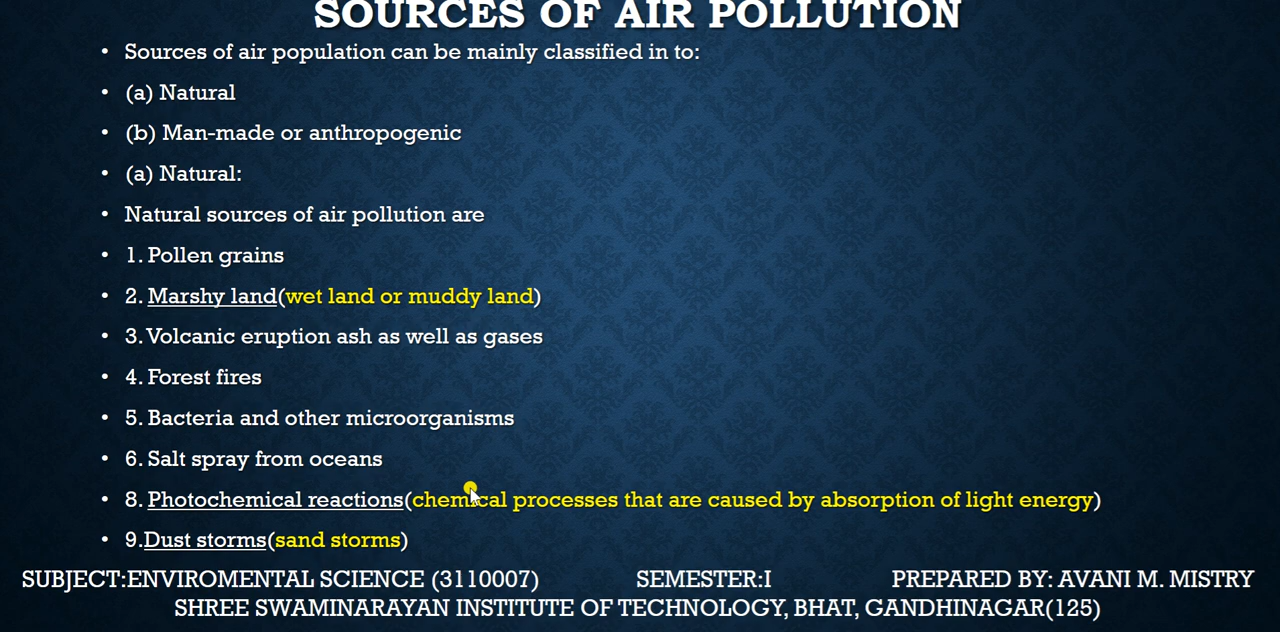 SOURCES OF AIR POLLUTION
• Sources of air population can be mainly classified in to:
• (a) Natural
• (b) Man-made or anthropogenic
• (a) Natural:
• Natural sources of air pollution are
• 1. Pollen grains
• 2. Marshy land(wet land or muddy land)
• 3. Volcanic eruption ash as well as gases
• 4. Forest fires
• 5. Bacteria and other microorganisms
• 6. Salt spray from oceans
• 8. Photochemical reactions(chemical processes that are caused by absorption of light energy)
• 9.Dust storms(sand storms)
SUBJECT:ENVIROMENTAL SCIENCE (3110007) SEMESTER:I PREPARED BY: AVANI M. MISTRY
SHREE SWAMINARAYAN INSTITUTE OF TECHNOLOGY, BHAT, GANDHINAGAR(125)